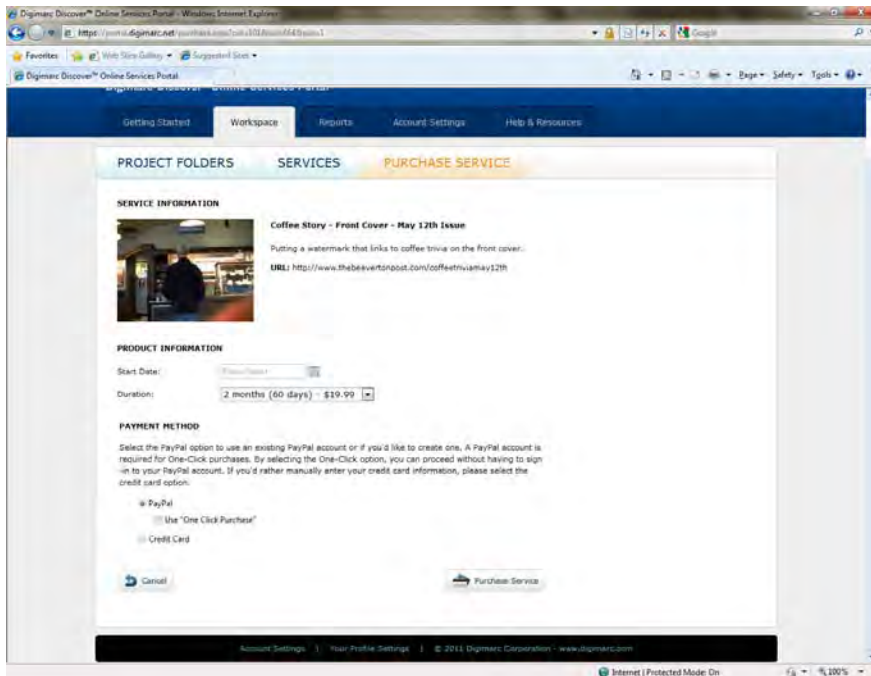 Digimarc Discover™ Online Services Portal - Windows Internet Explorer
Google
Favorites Web Slice Gallery Suggested Sites
Digimarc Discover™ Online Services Portal Page Safety Tools
Digimarc Discover Online Services Portal
Getting Started Workspace Reports Account Settings Help & Resources
PROJECT FOLDERS SERVICES PURCHASE SERVICE
SERVICE INFORMATION
Coffee Story - Front Cover - May 12th Issue
Putting a watermark that links to coffee trivia on the front cover.
URL: http://www.thebeavertonpost.com/coffeetriviamay12th
PRODUCT INFORMATION
Start Date:
Duration: 2 months (60 days) - $19.99
PAYMENT METHOD
Select the PayPal option to use an existing PayPal account or if you'd like to create one. A PayPal account is
required for One-Click purchases. By selecting the One-Click option, you can proceed without having to sign
-in to your PayPal account. If you'd rather manually enter your credit card information, please select the
credit card option.
PayPal
Use "One Click Purchase"
Credit Card
Cancel Purchase Service
Account Settings | Your Profile Settings | © 2011 Digimarc Corporation - www.digimarc.com
Internet | Protected Mode: On 100%